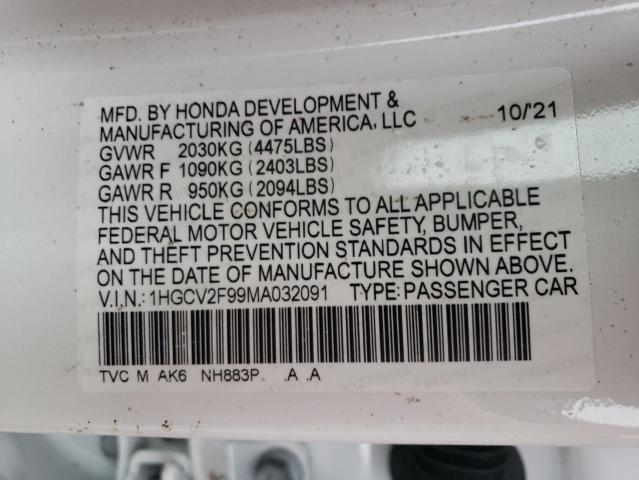 MFD. BY HONDA DEVELOPMENT &
MANUFACTURING OF AMERICA, LLC 10/'21
GVWR 2030KG (4475LBS)
GAWR F 1090KG (2403LBS)
GAWR R 950KG (2094LBS)
THIS VEHICLE CONFORMS TO ALL APPLICABLE
FEDERAL MOTOR VEHICLE SAFETY, BUMPER,
AND THEFT PREVENTION STANDARDS IN EFFECT
ON THE DATE OF MANUFACTURE SHOWN ABOVE.
V.I.N.: 1HGCV2F99MA032091 TYPE: PASSENGER CAR
TVC M AK6 NH883P. .A .A